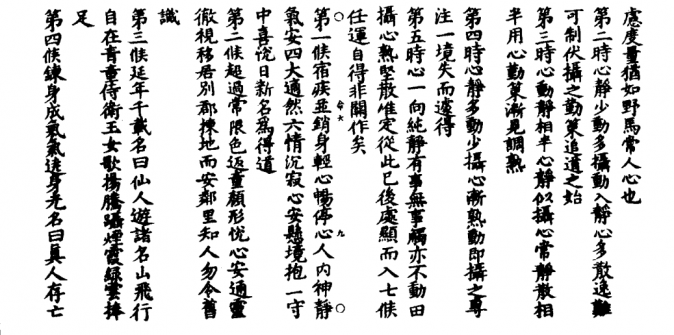 慮度量猶如野馬常人心也
第二時心靜少動多攝動入靜心多散逸難
可制伏攝之勤策追道之始
第三時心動靜相半心靜似攝心常靜散相
半用心勤策漸見調熟
第四時心靜多動少攝心漸熟動即攝之專
注一境失而遽得
第五時心一向純靜有事無事觸亦不動田
攝心熟堅散准定從此已後處顯而入七候
任運自得非關作矣
第一候宿疾並銷身輕心暢停心人內神靜
氣安四大適然六情沉寂心安懸境抱一守
中喜悅日新名為得道
第二候超過常限色返童顏形悅心安通靈
徹視移居別郡揀地而安鄰里知人勿令舊
識
第三候延年千載名曰仙人遊諸名山飛行
自在青童侍衛玉女歌揚騰躡煙霞綠雲捧
足
第四候鍊身成氣氣遶身光名曰真人存亡